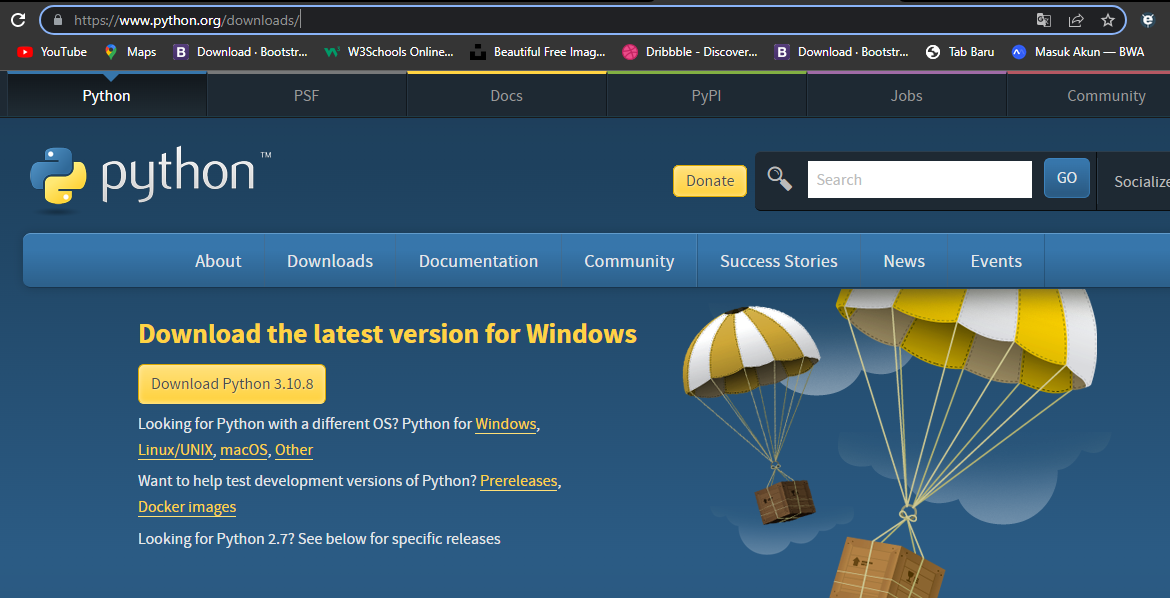 https://www.python.org/downloads/
YouTube Maps Download · Bootstr... W3Schools Online... Beautiful Free Imag... Dribbble - Discover... Download · Bootstr... Tab Baru Masuk Akun — BWA
Python PSF Docs PyPI Jobs Community
python™
Donate Search GO Socialize
About Downloads Documentation Community Success Stories News Events
Download the latest version for Windows
Download Python 3.10.8
Looking for Python with a different OS? Python for Windows,
Linux/UNIX, macOS, Other
Want to help test development versions of Python? Prereleases,
Docker images
Looking for Python 2.7? See below for specific releases